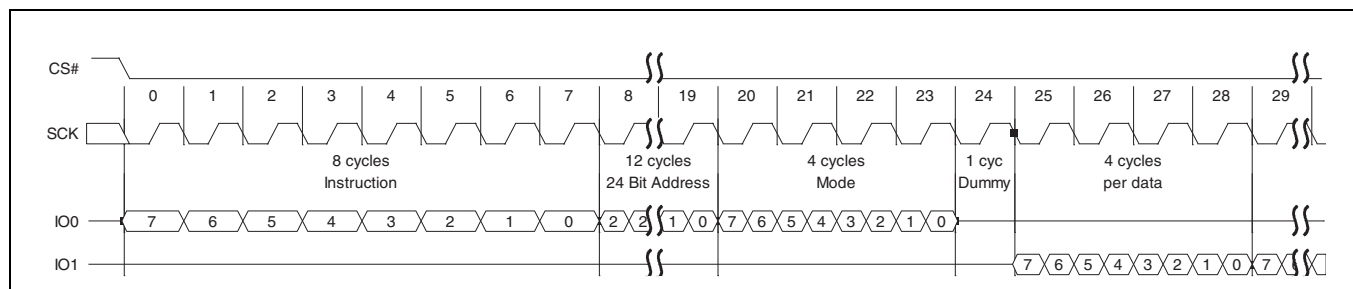 CS#
0 1 2 3 4 5 6 7 8 19 20 21 22 23 24 25 26 27 28 29
SCK
8 cycles 12 cycles 4 cycles 1 cyc 4 cycles
Instruction 24 Bit Address Mode Dummy per data
IO0 7 6 5 4 3 2 1 0 2 2 1 0 7 6 5 4 3 2 1 0
IO1 7 6 5 4 3 2 1 0 7